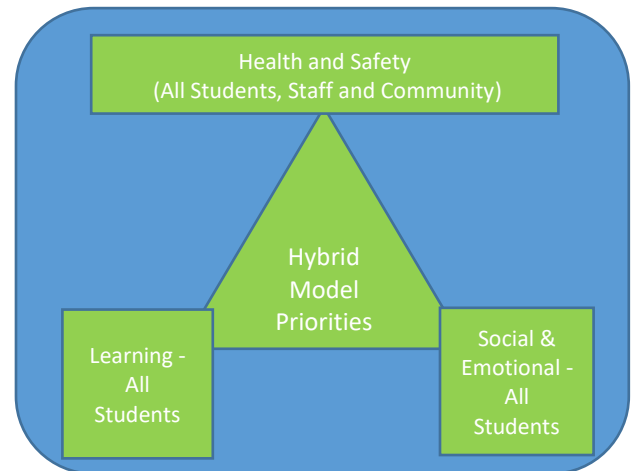 Health and Safety
(All Students, Staff and Community)
Hybrid
Model
Priorities
Learning -
All
Students
Social &
Emotional -
All
Students